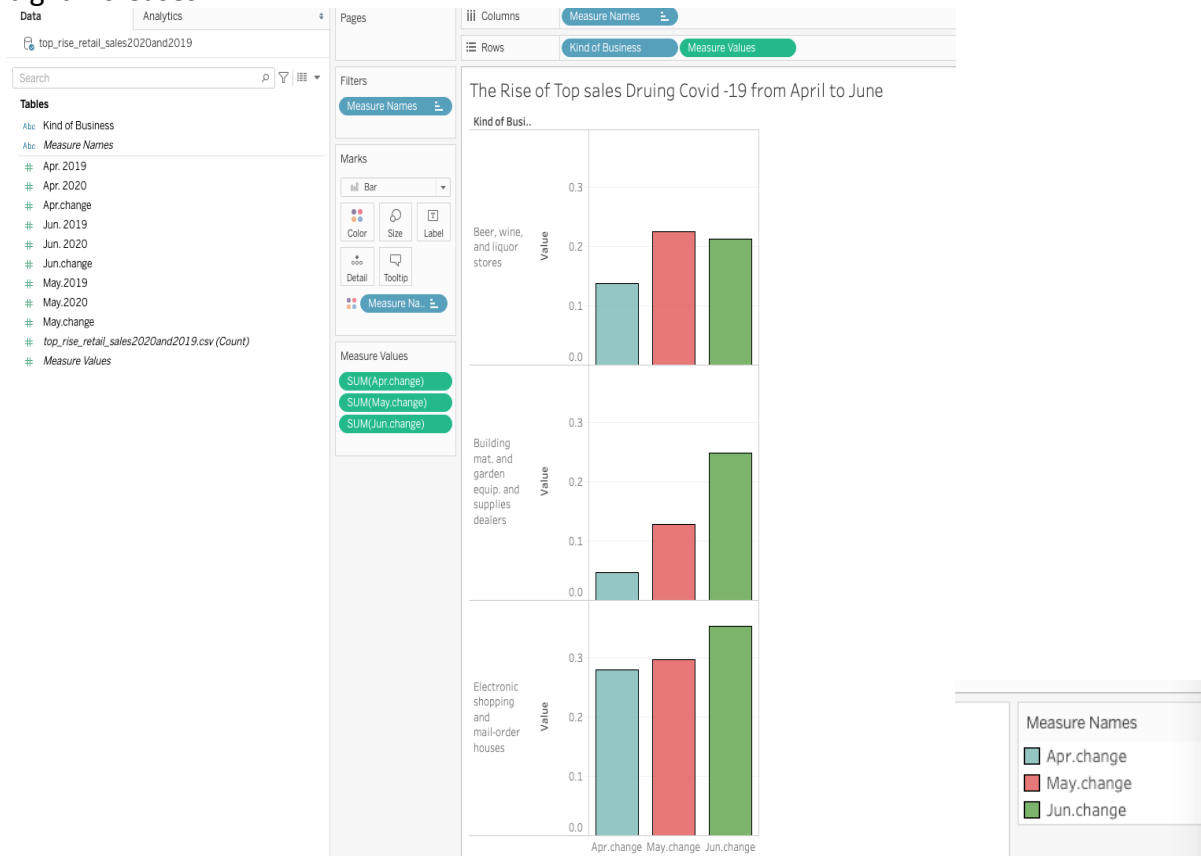 Data
Analytics
top_rise_retail_sales2020and2019
Search
Tables
Abc Kind of Business
Abc Measure Names
# Apr. 2019
# Apr. 2020
# Apr.change
# Jun. 2019
# Jun. 2020
# Jun.change
# May.2019
# May.2020
# May.change
# top_rise_retail_sales2020and2019.csv (Count)
# Measure Values
Pages
Filters
Measure Names
Marks
Bar
Color
Size
Label
Detail
Tooltip
Measure Na..
Measure Values
SUM(Apr.change)
SUM(May.change)
SUM(Jun.change)
Columns
Measure Names
Rows
Kind of Business
Measure Values
The Rise of Top sales Druing Covid -19 from April to June
Kind of Busi..
Beer, wine,
and liquor
stores
Value
0.3
0.2
0.1
0.0
Building
mat. and
garden
equip. and
supplies
dealers
Value
0.3
0.2
0.1
0.0
Electronic
shopping
and
mail-order
houses
Value
0.3
0.2
0.1
0.0
Apr.change May.change Jun.change
Measure Names
Apr.change
May.change
Jun.change